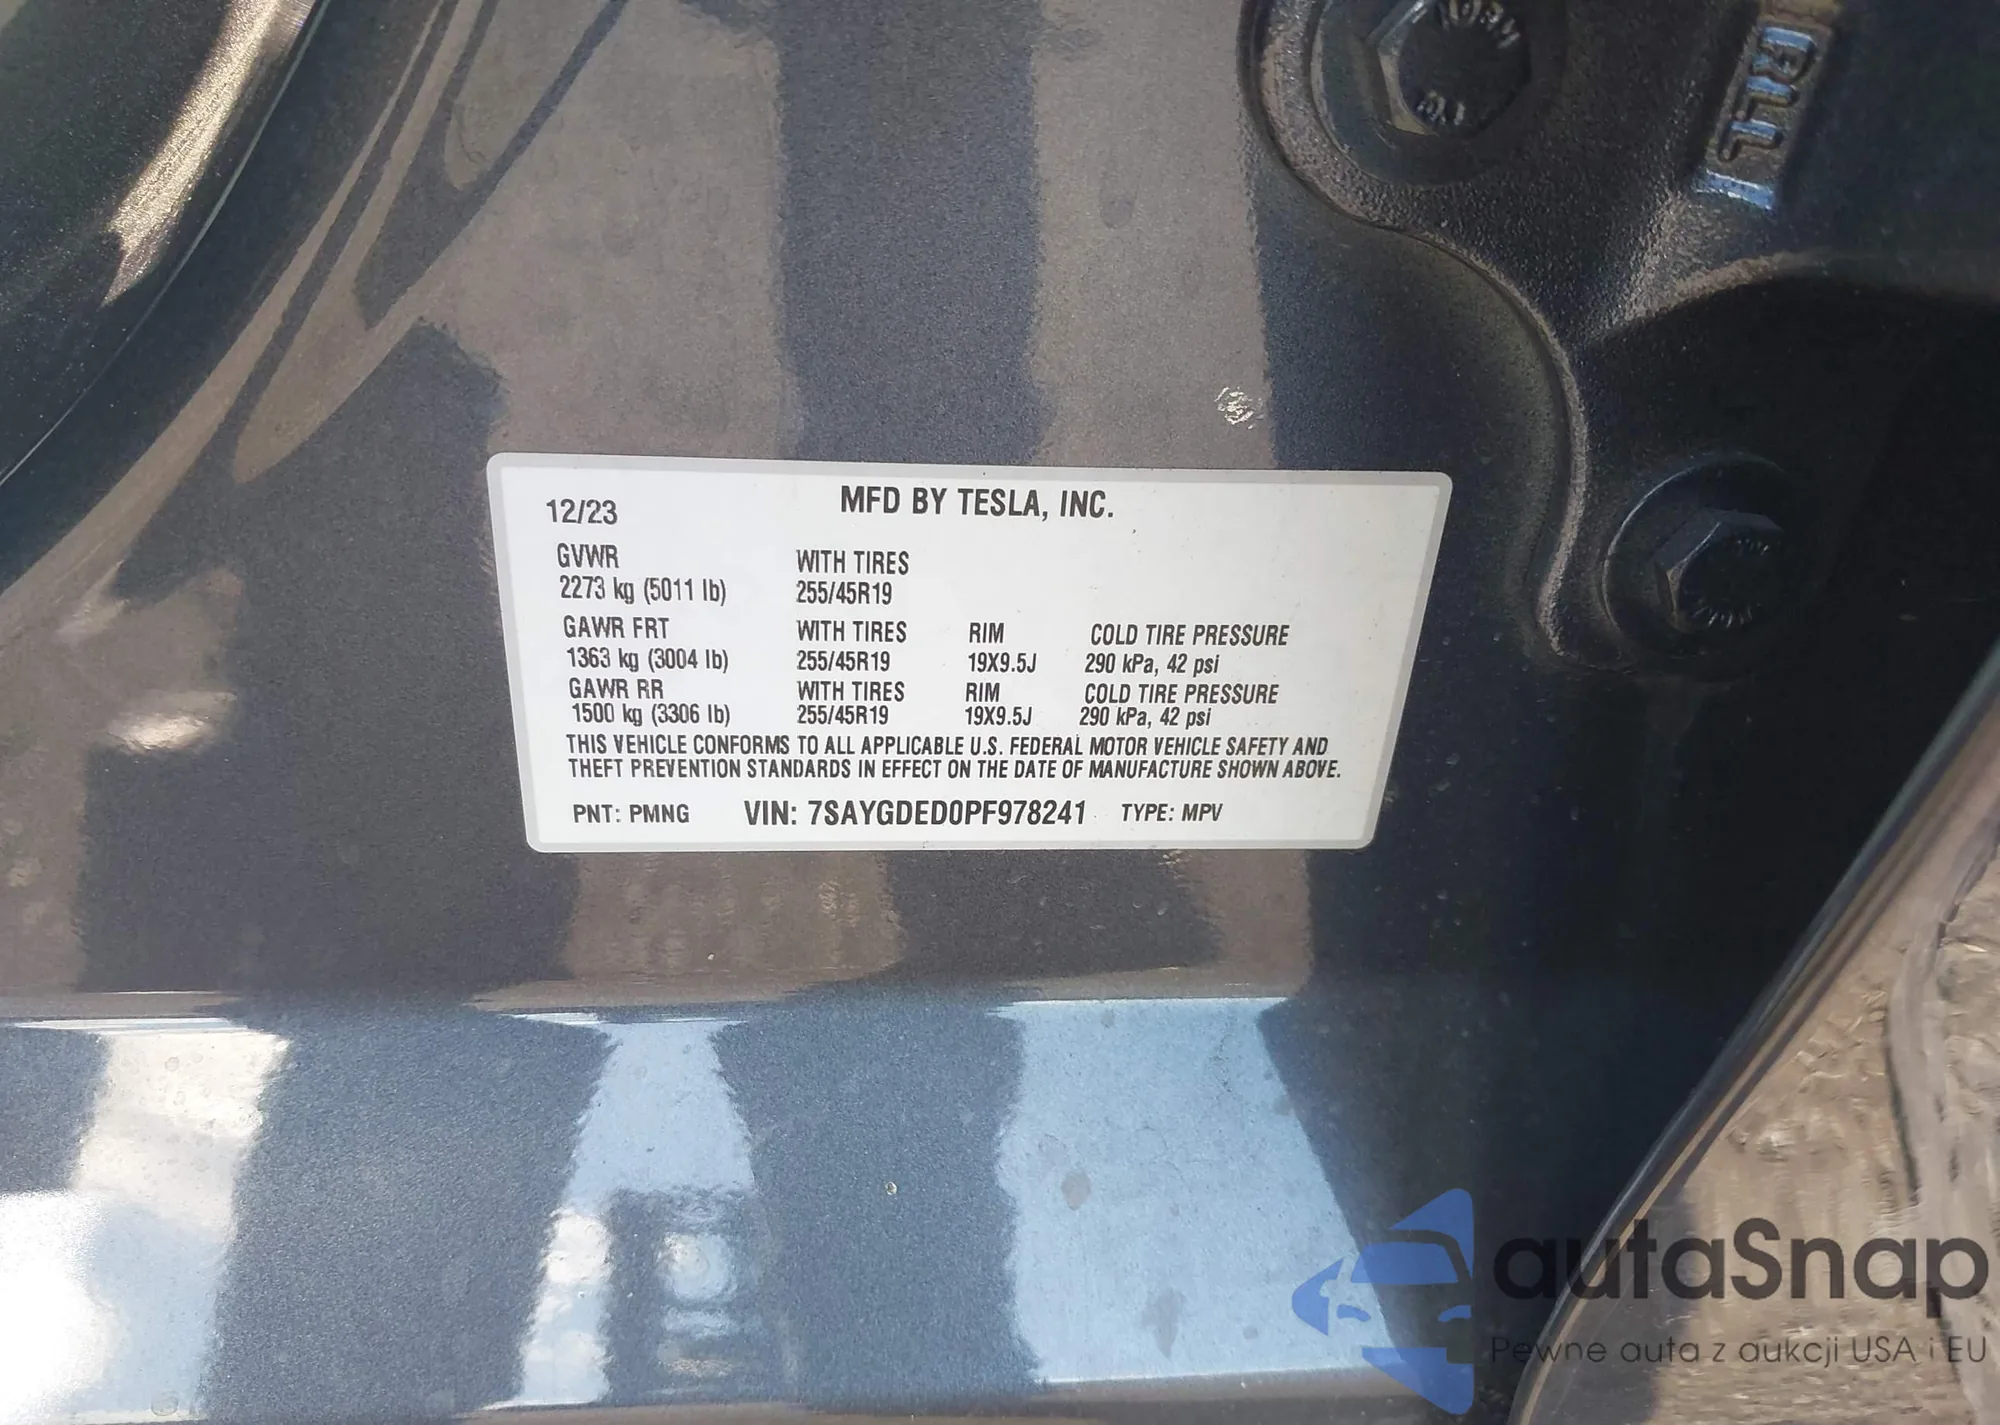 RLL
12/23 MFD BY TESLA, INC.
GVWR WITH TIRES
2273 kg (5011 lb) 255/45R19
GAWR FRT WITH TIRES RIM COLD TIRE PRESSURE
1363 kg (3004 lb) 255/45R19 19X9.5J 290 kPa, 42 psi
GAWR RR WITH TIRES RIM COLD TIRE PRESSURE
1500 kg (3306 lb) 255/45R19 19X9.5J 290 kPa, 42 psi
THIS VEHICLE CONFORMS TO ALL APPLICABLE U.S. FEDERAL MOTOR VEHICLE SAFETY AND
THEFT PREVENTION STANDARDS IN EFFECT ON THE DATE OF MANUFACTURE SHOWN ABOVE.
PNT: PMNG VIN: 7SAYGDED0PF978241 TYPE: MPV
autaSnap
Pewne auta z aukcji USA i EU